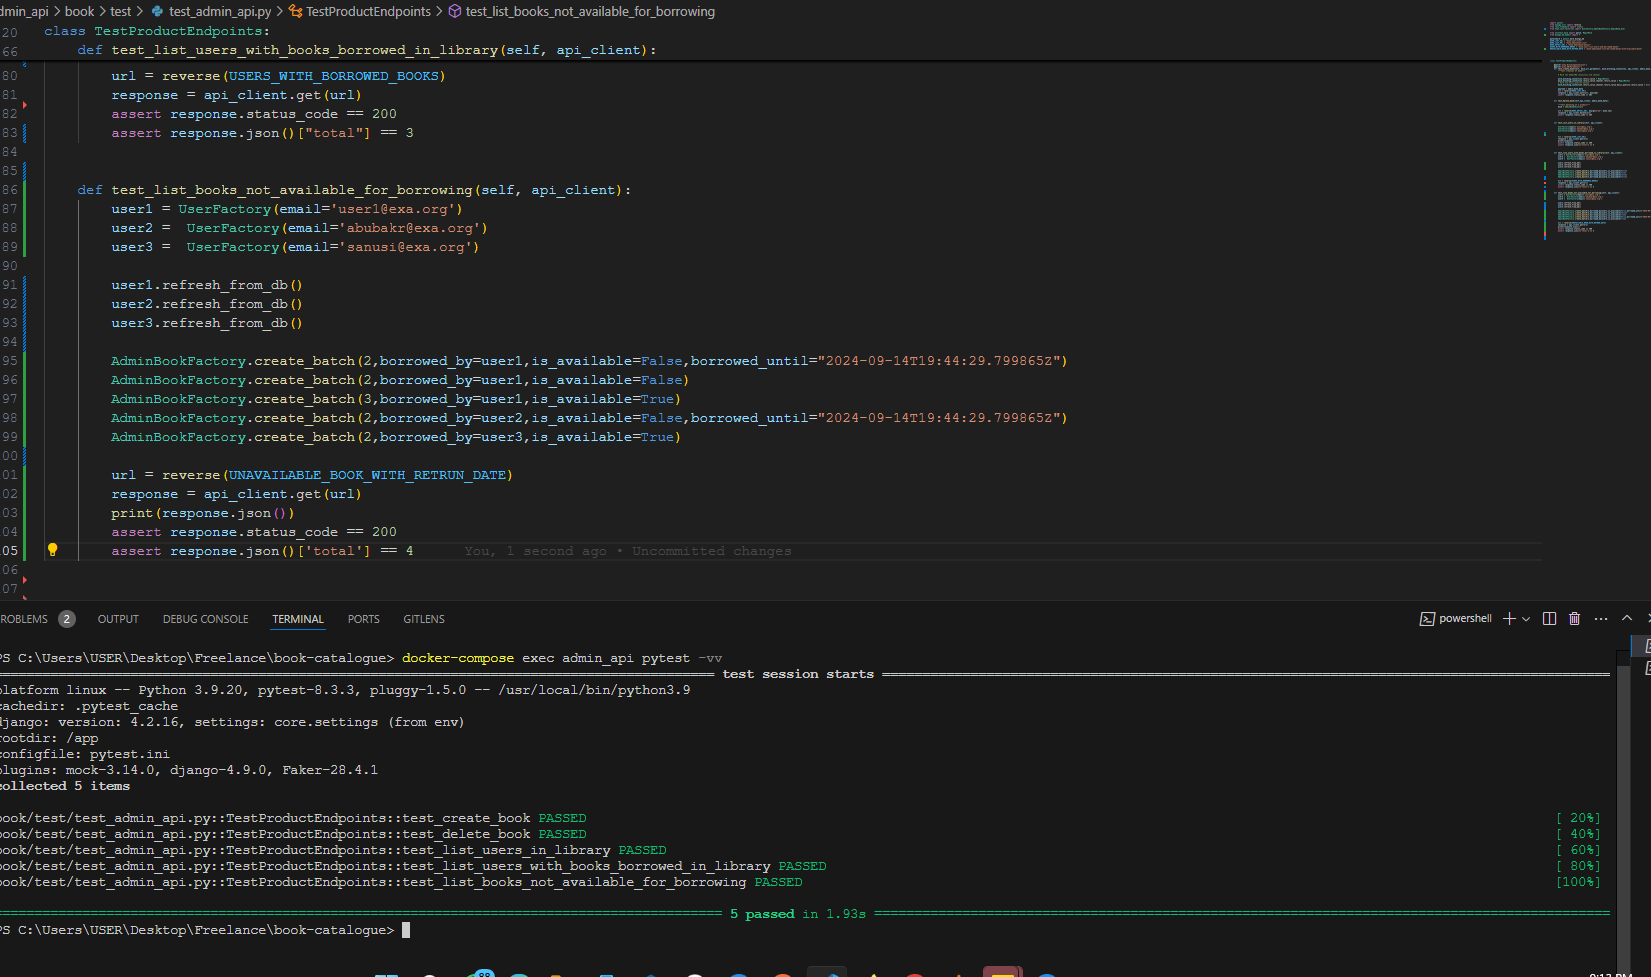 dmin_api > book > test > test_admin_api.py > TestProductEndpoints > test_list_books_not_available_for_borrowing
20 class TestProductEndpoints:
66 def test_list_users_with_books_borrowed_in_library(self, api_client):
80 url = reverse(USERS_WITH_BORROWED_BOOKS)
81 response = api_client.get(url)
82 assert response.status_code == 200
83 assert response.json()["total"] == 3
84
85
86 def test_list_books_not_available_for_borrowing(self, api_client):
87 user1 = UserFactory(email='user1@exa.org')
88 user2 =  UserFactory(email='abubakr@exa.org')
89 user3 =  UserFactory(email='sanusi@exa.org')
90
91 user1.refresh_from_db()
92 user2.refresh_from_db()
93 user3.refresh_from_db()
94
95 AdminBookFactory.create_batch(2,borrowed_by=user1,is_available=False,borrowed_until="2024-09-14T19:44:29.799865Z")
96 AdminBookFactory.create_batch(2,borrowed_by=user1,is_available=False)
97 AdminBookFactory.create_batch(3,borrowed_by=user1,is_available=True)
98 AdminBookFactory.create_batch(2,borrowed_by=user2,is_available=False,borrowed_until="2024-09-14T19:44:29.799865Z")
99 AdminBookFactory.create_batch(2,borrowed_by=user3,is_available=True)
00
01 url = reverse(UNAVAILABLE_BOOK_WITH_RETRUN_DATE)
02 response = api_client.get(url)
03 print(response.json())
04 assert response.status_code == 200
05 assert response.json()['total'] == 4 You, 1 second ago • Uncommitted changes
06
07
ROBLEMS 2 OUTPUT DEBUG CONSOLE TERMINAL PORTS GITLENS powershell
PS C:\Users\USER\Desktop\Freelance\book-catalogue> docker-compose exec admin_api pytest -vv
test session starts
platform linux -- Python 3.9.20, pytest-8.3.3, pluggy-1.5.0 -- /usr/local/bin/python3.9
cachedir: .pytest_cache
django: version: 4.2.16, settings: core.settings (from env)
rootdir: /app
configfile: pytest.ini
plugins: mock-3.14.0, django-4.9.0, Faker-28.4.1
collected 5 items
book/test/test_admin_api.py::TestProductEndpoints::test_create_book PASSED [ 20%]
book/test/test_admin_api.py::TestProductEndpoints::test_delete_book PASSED [ 40%]
book/test/test_admin_api.py::TestProductEndpoints::test_list_users_in_library PASSED [ 60%]
book/test/test_admin_api.py::TestProductEndpoints::test_list_users_with_books_borrowed_in_library PASSED [ 80%]
book/test/test_admin_api.py::TestProductEndpoints::test_list_books_not_available_for_borrowing PASSED [100%]
5 passed in 1.93s
PS C:\Users\USER\Desktop\Freelance\book-catalogue>